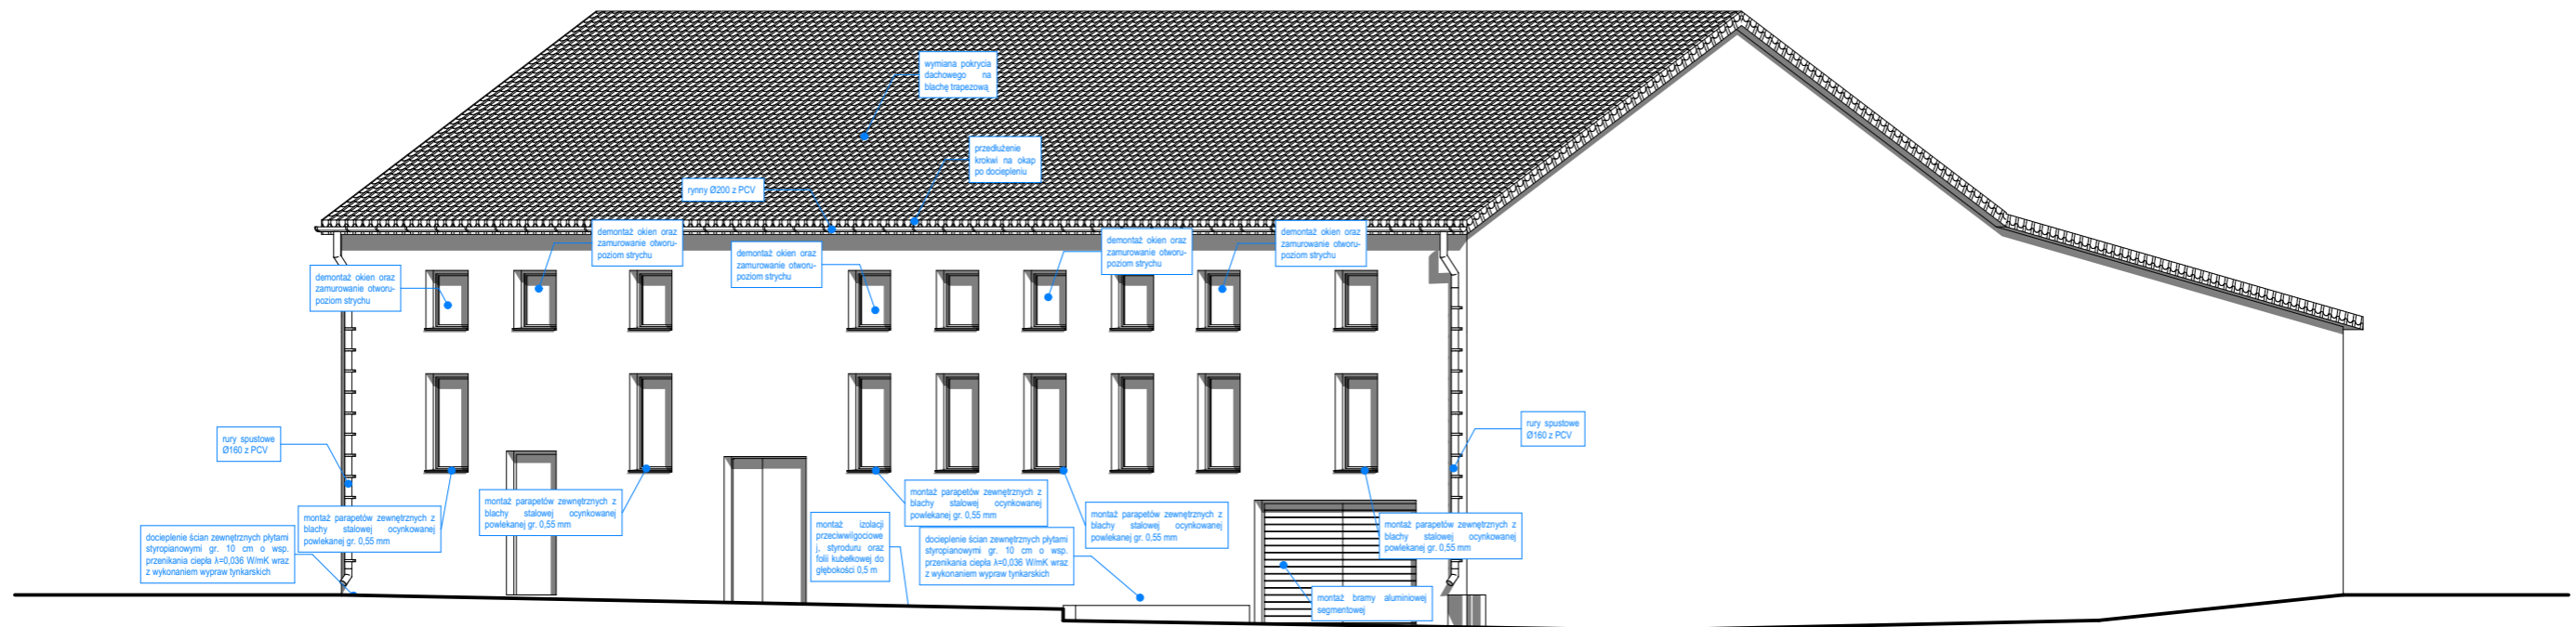 wymiana pokrycia
dachowego na
blachę trapezową
przedłużenie
krokwi na okap
po dociepleniu
rynny Ø200 z PCV
demontaż okien oraz
zamurowanie otworu-
poziom strychu
demontaż okien oraz
zamurowanie otworu-
poziom strychu
demontaż okien oraz
zamurowanie otworu-
poziom strychu
demontaż okien oraz
zamurowanie otworu-
poziom strychu
demontaż okien oraz
zamurowanie otworu-
poziom strychu
rury spustowe
Ø160 z PCV
rury spustowe
Ø160 z PCV
montaż parapetów zewnętrznych z
blachy stalowej ocynkowanej
powlekanej gr. 0,55 mm
montaż parapetów zewnętrznych z
blachy stalowej ocynkowanej
powlekanej gr. 0,55 mm
montaż parapetów zewnętrznych z
blachy stalowej ocynkowanej
powlekanej gr. 0,55 mm
montaż parapetów zewnętrznych z
blachy stalowej ocynkowanej
powlekanej gr. 0,55 mm
montaż parapetów zewnętrznych z
blachy stalowej ocynkowanej
powlekanej gr. 0,55 mm
docieplenie ścian zewnętrznych płytami
styropianowymi gr. 10 cm o wsp.
przenikania ciepła λ=0,036 W/mK wraz
z wykonaniem wypraw tynkarskich
montaż izolacji
przeciwwilgociowe
j, styroduru oraz
folii kubełkowej do
głębokości 0,5 m
docieplenie ścian zewnętrznych płytami
styropianowymi gr. 10 cm o wsp.
przenikania ciepła λ=0,036 W/mK wraz
z wykonaniem wypraw tynkarskich
montaż bramy aluminiowej
segmentowej